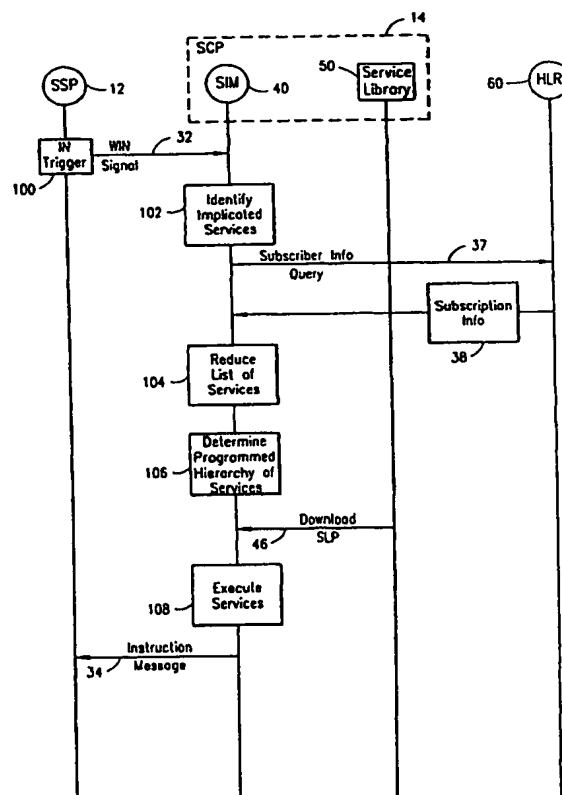 14
SCP
SSP
12
SIM
40
50
Service
Library
60
HLR
IN
Trigger
100
WIN
Signal
32
102
Identify
Implicated
Services
Subscriber Info
Query
37
Subscription
Info
38
104
Reduce
List of
Services
106
Determine
Programmed
Hierarchy of
Services
Download
SLP
46
108
Execute
Services
Instruction
Message
34